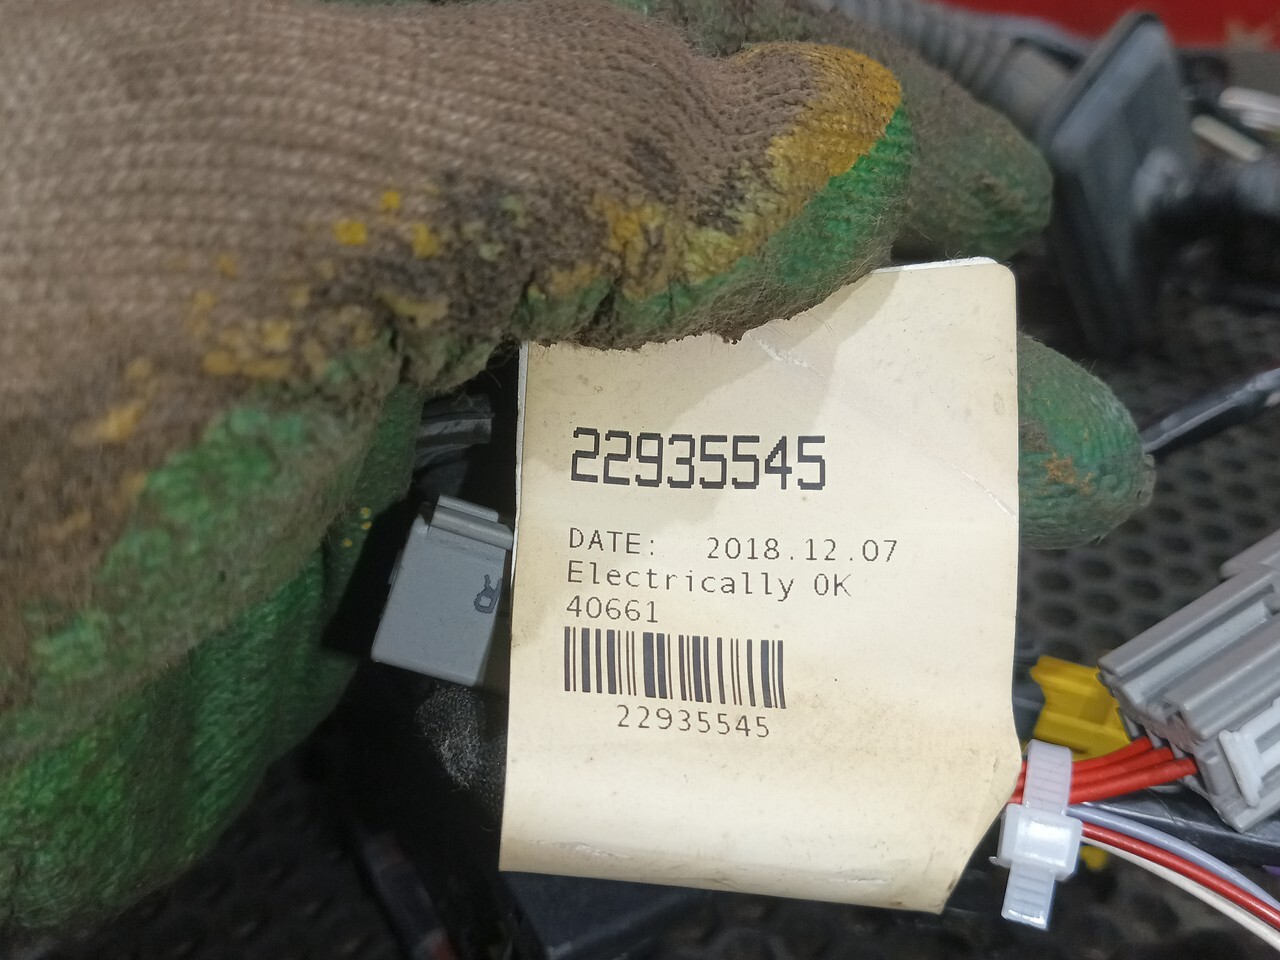 22935545
DATE: 2018.12.07
Electrically OK
40661
22935545
R